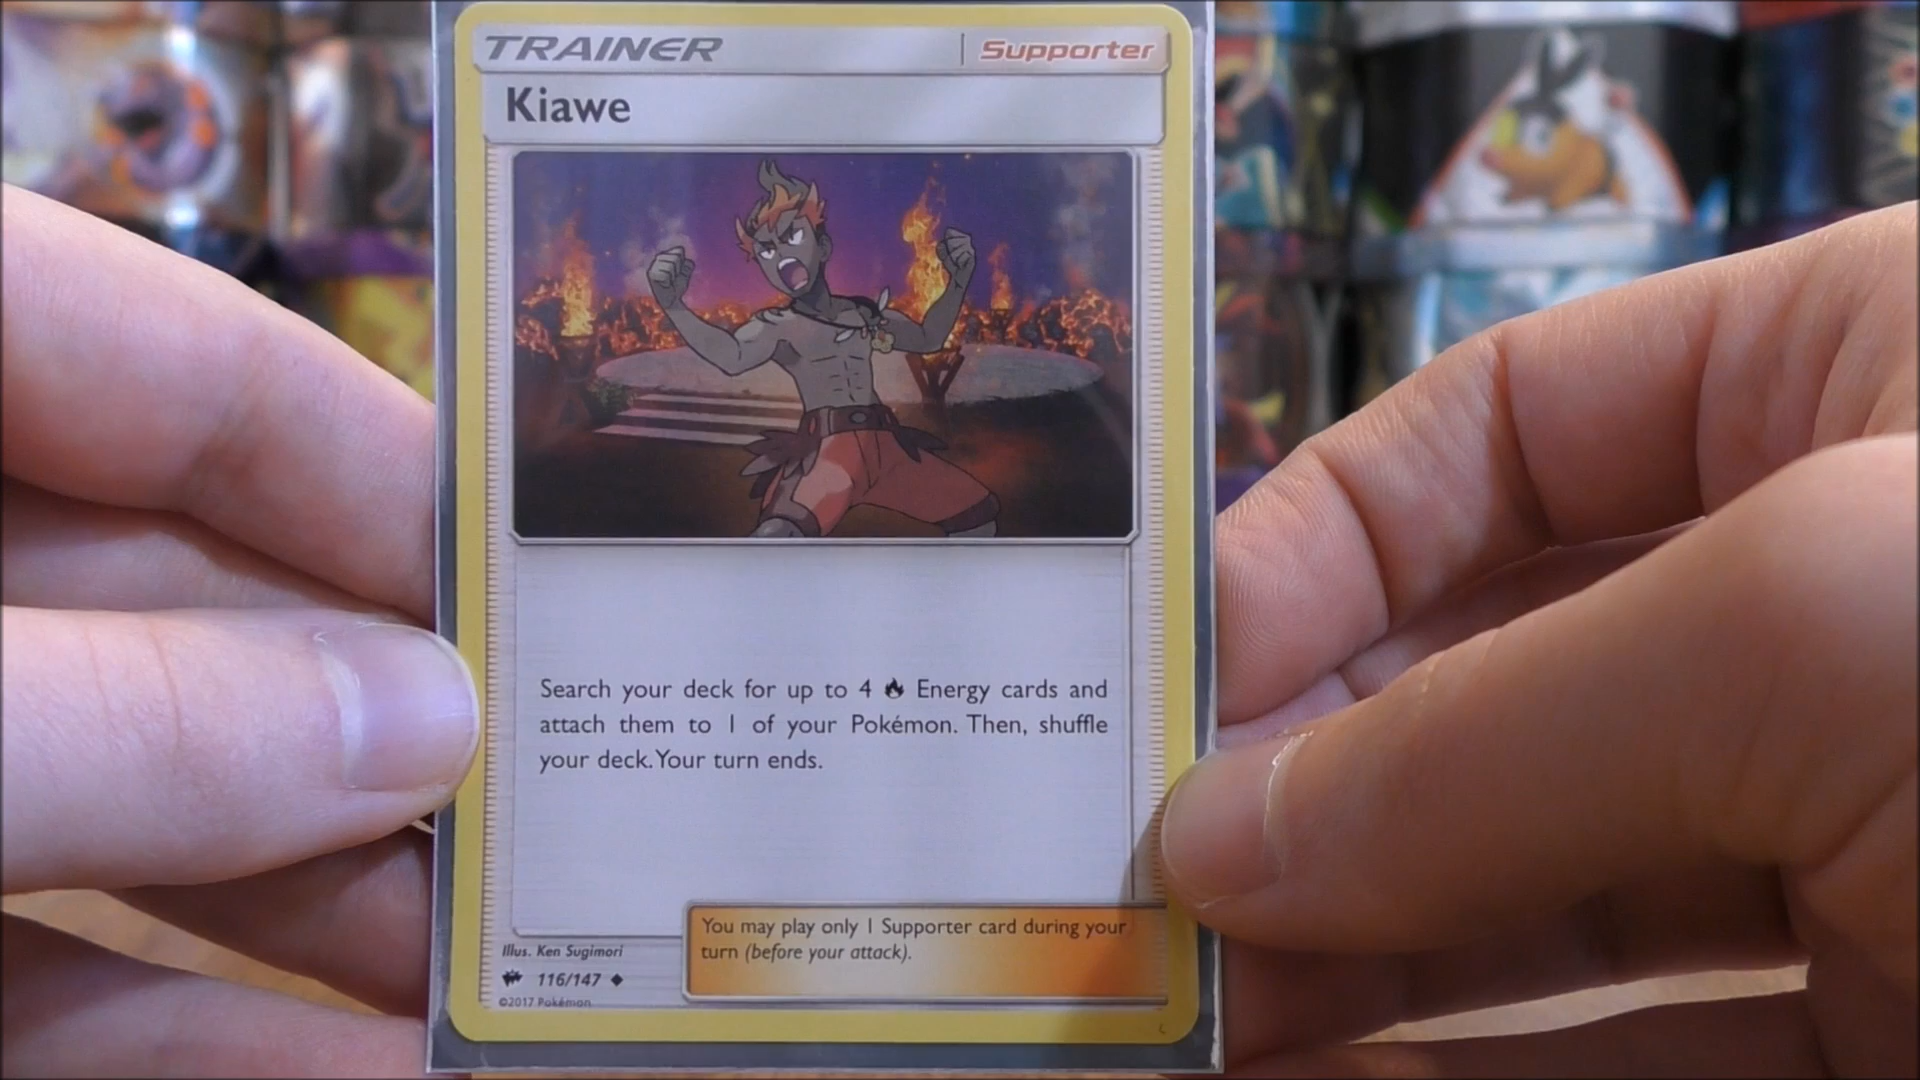 TRAINER
Supporter
Kiawe
Search your deck for up to 4 Energy cards and
attach them to 1 of your Pokémon. Then, shuffle
your deck. Your turn ends.
You may play only 1 Supporter card during your
turn (before your attack).
Illus. Ken Sugimori
116/147
©2017 Pokémon